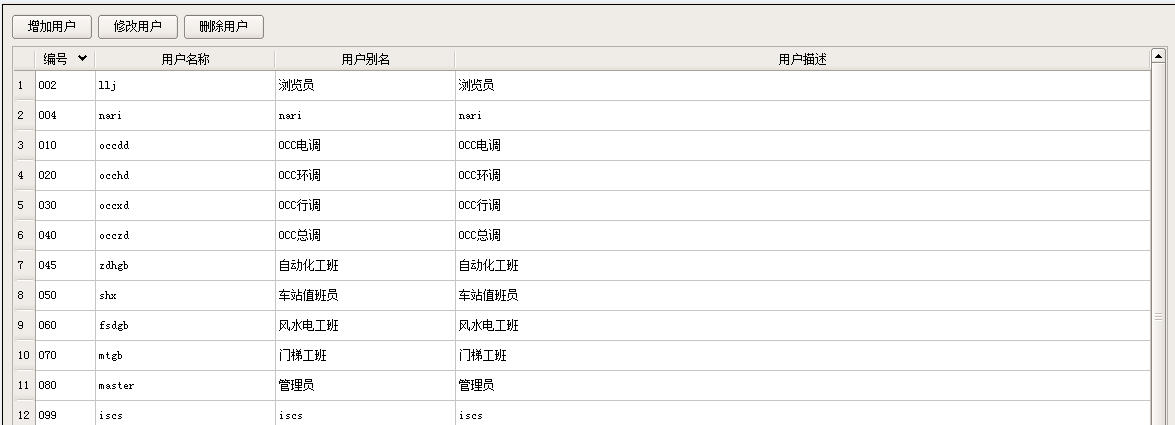 增加用户 修改用户 删除用户
编号 用户名称 用户别名 用户描述
1 002 llj 浏览员 浏览员
2 004 nari nari nari
3 010 occdd OCC电调 OCC电调
4 020 occhd OCC环调 OCC环调
5 030 occxd OCC行调 OCC行调
6 040 occzd OCC总调 OCC总调
7 045 zdhgb 自动化工班 自动化工班
8 050 shx 车站值班员 车站值班员
9 060 fsdgb 风水电工班 风水电工班
10 070 mtgb 门梯工班 门梯工班
11 080 master 管理员 管理员
12 099 iscs iscs iscs